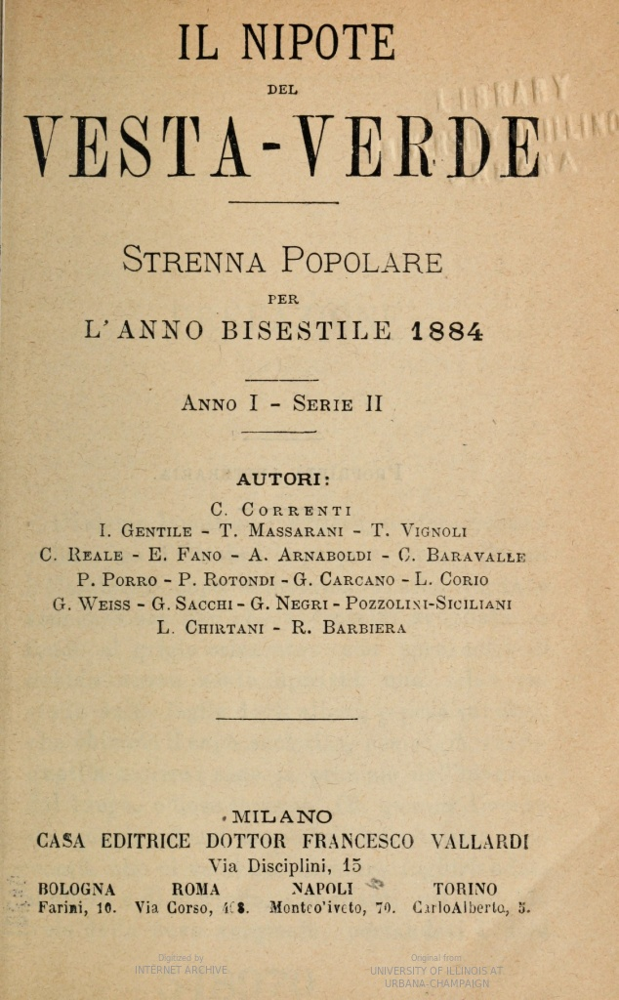 IL NIPOTE
DEL
VESTA-VERDE
STRENNA POPOLARE
PER
L'ANNO BISESTILE 1884
ANNO I - SERIE II
AUTORI:
C. CORRENTI
I. GENTILE - T. MASSARANI - T. VIGNOLI
C. REALE - E. FANO - A. ARNABOLDI - C. BARAVALLE
P. PORRO - P. ROTONDI - G. CARCANO - L. CORIO
G. WEISS - G. SACCHI - G. NEGRI - POZZOLINI-SICILIANI
L. CHIRTANI - R. BARBIERA
MILANO
CASA EDITRICE DOTTOR FRANCESCO VALLARDI
Via Disciplini, 15
BOLOGNA ROMA NAPOLI TORINO
Farini, 10. Via Corso, Monteo'iveto, 70. CarloAlberto, 5.
Digitized by
INTERNET ARCHIVE
Original from
UNIVERSITY OF ILLINOIS AT
URBANA-CHAMPAIGN